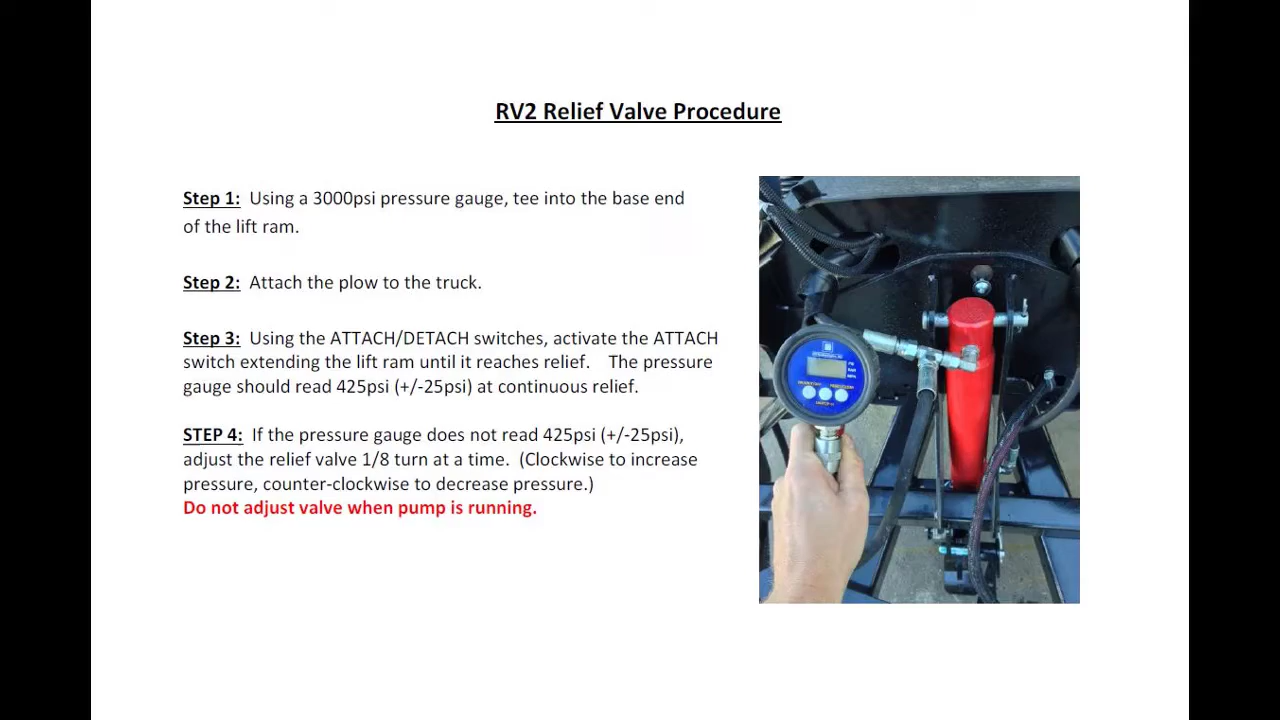 RV2 Relief Valve Procedure
Step 1:  Using a 3000psi pressure gauge, tee into the base end
of the lift ram.
Step 2:  Attach the plow to the truck.
Step 3:  Using the ATTACH/DETACH switches, activate the ATTACH
switch extending the lift ram until it reaches relief.    The pressure
gauge should read 425psi (+/-25psi) at continuous relief.
STEP 4:  If the pressure gauge does not read 425psi (+/-25psi),
adjust the relief valve 1/8 turn at a time.  (Clockwise to increase
pressure, counter-clockwise to decrease pressure.)
Do not adjust valve when pump is running.